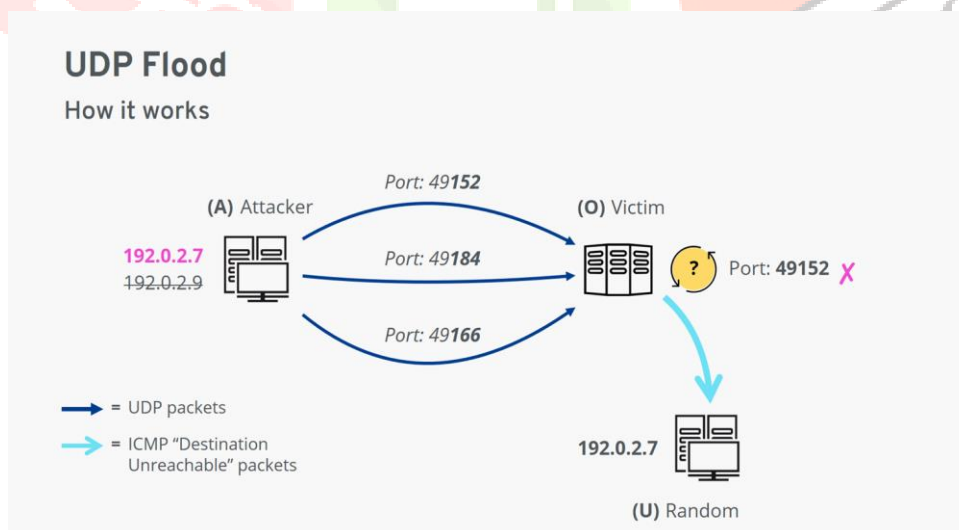 UDP Flood
How it works
Port: 49152
(A) Attacker
(O) Victim
192.0.2.7
192.0.2.9
Port: 49184
?
Port: 49152 X
Port: 49166
= UDP packets
= ICMP “Destination
Unreachable” packets
192.0.2.7
(U) Random